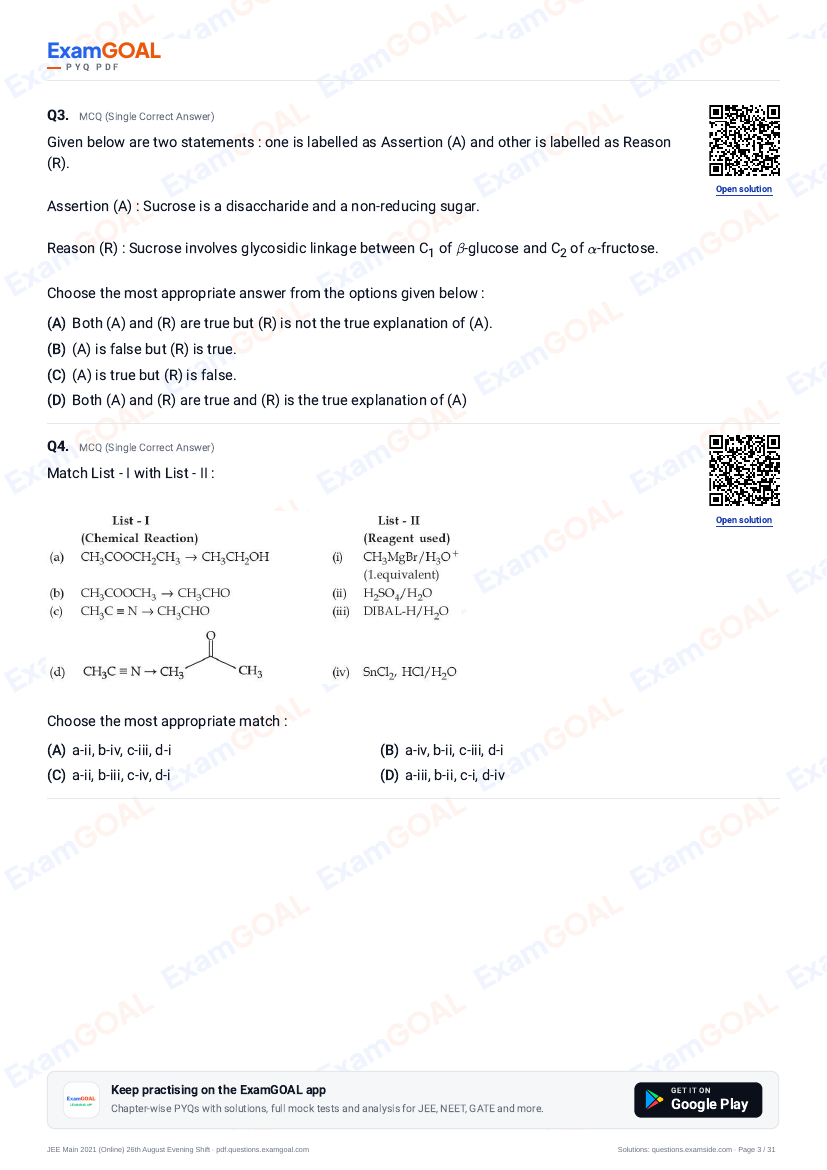 ExamGOAL
PYQ PDF
Q3. MCQ (Single Correct Answer)
Given below are two statements : one is labelled as Assertion (A) and other is labelled as Reason
(R).
Open solution
Assertion (A) : Sucrose is a disaccharide and a non-reducing sugar.
Reason (R) : Sucrose involves glycosidic linkage between C₁ of β-glucose and C₂ of α-fructose.
Choose the most appropriate answer from the options given below :
(A) Both (A) and (R) are true but (R) is not the true explanation of (A).
(B) (A) is false but (R) is true.
(C) (A) is true but (R) is false.
(D) Both (A) and (R) are true and (R) is the true explanation of (A)
Q4. MCQ (Single Correct Answer)
Match List - I with List - II :
Open solution
List - I List - II
(Chemical Reaction) (Reagent used)
(a) CH₃COOCH₂CH₃ → CH₃CH₂OH (i) CH₃MgBr/H₃O⁺
(1.equivalent)
(b) CH₃COOCH₃ → CH₃CHO (ii) H₂SO₄/H₂O
(c) CH₃C ≡ N → CH₃CHO (iii) DIBAL-H/H₂O
O
(d) CH₃C ≡ N → CH₃ CH₃ (iv) SnCl₂, HCl/H₂O
Choose the most appropriate match :
(A) a-ii, b-iv, c-iii, d-i (B) a-iv, b-ii, c-iii, d-i
(C) a-ii, b-iii, c-iv, d-i (D) a-iii, b-ii, c-i, d-iv
Keep practising on the ExamGOAL app
Chapter-wise PYQs with solutions, full mock tests and analysis for JEE, NEET, GATE and more.
GET IT ON
Google Play
JEE Main 2021 (Online) 26th August Evening Shift · pdf.questions.examgoal.com Solutions: questions.examside.com · Page 3 / 31